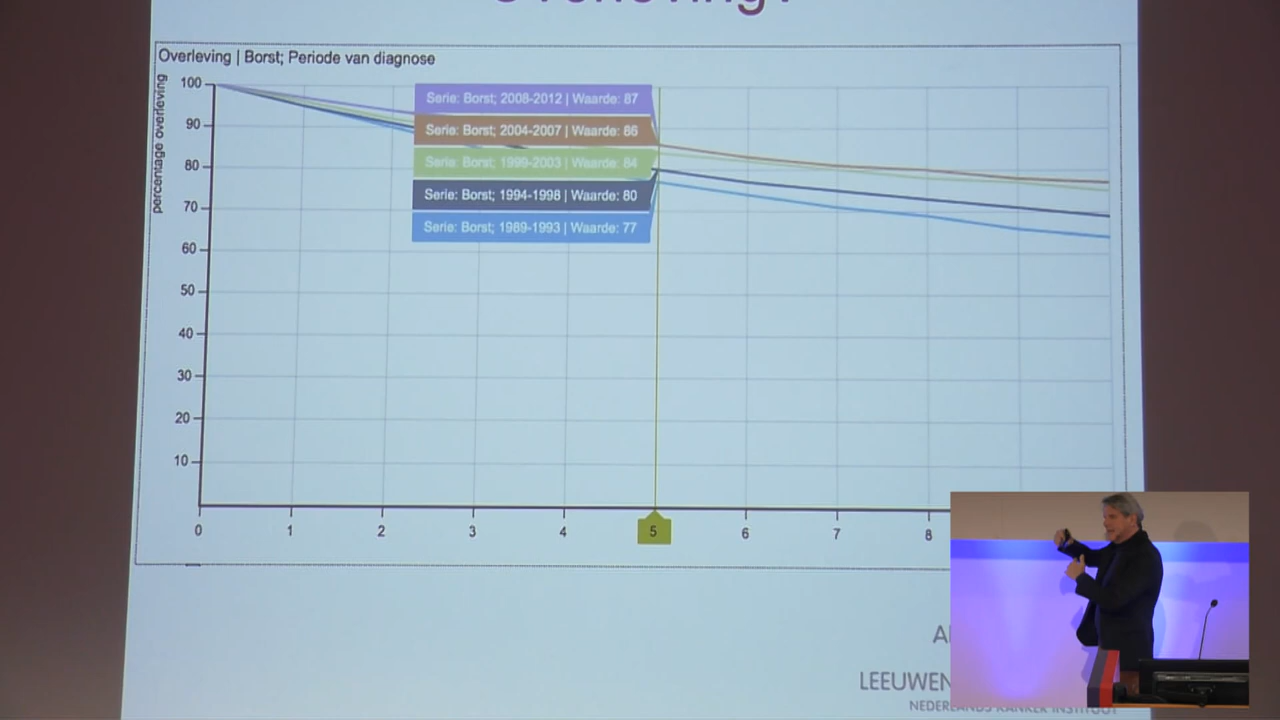 Overleving?
Overleving | Borst; Periode van diagnose
percentage overleving
100
90
80
70
60
50
40
30
20
10
Serie: Borst; 2008-2012 | Waarde: 87
Serie: Borst; 2004-2007 | Waarde: 86
Serie: Borst; 1999-2003 | Waarde: 84
Serie: Borst; 1994-1998 | Waarde: 80
Serie: Borst; 1989-1993 | Waarde: 77
0 1 2 3 4 5 6 7 8
LEEUWEN
NEDERLANDS KANKER INSTITUUT